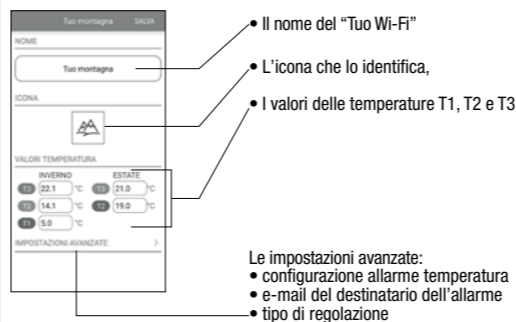 Tuo montagna SALVA
NOME
Tuo montagna
ICONA
VALORI TEMPERATURA
INVERNO ESTATE
T3 22.1 °C T3 21.0 °C
T2 14.1 °C T2 19.0 °C
T1 5.0 °C
IMPOSTAZIONI AVANZATE >
• Il nome del “Tuo Wi-Fi”
• L’icona che lo identifica,
• I valori delle temperature T1, T2 e T3
Le impostazioni avanzate:
• configurazione allarme temperatura
• e-mail del destinatario dell’allarme
• tipo di regolazione